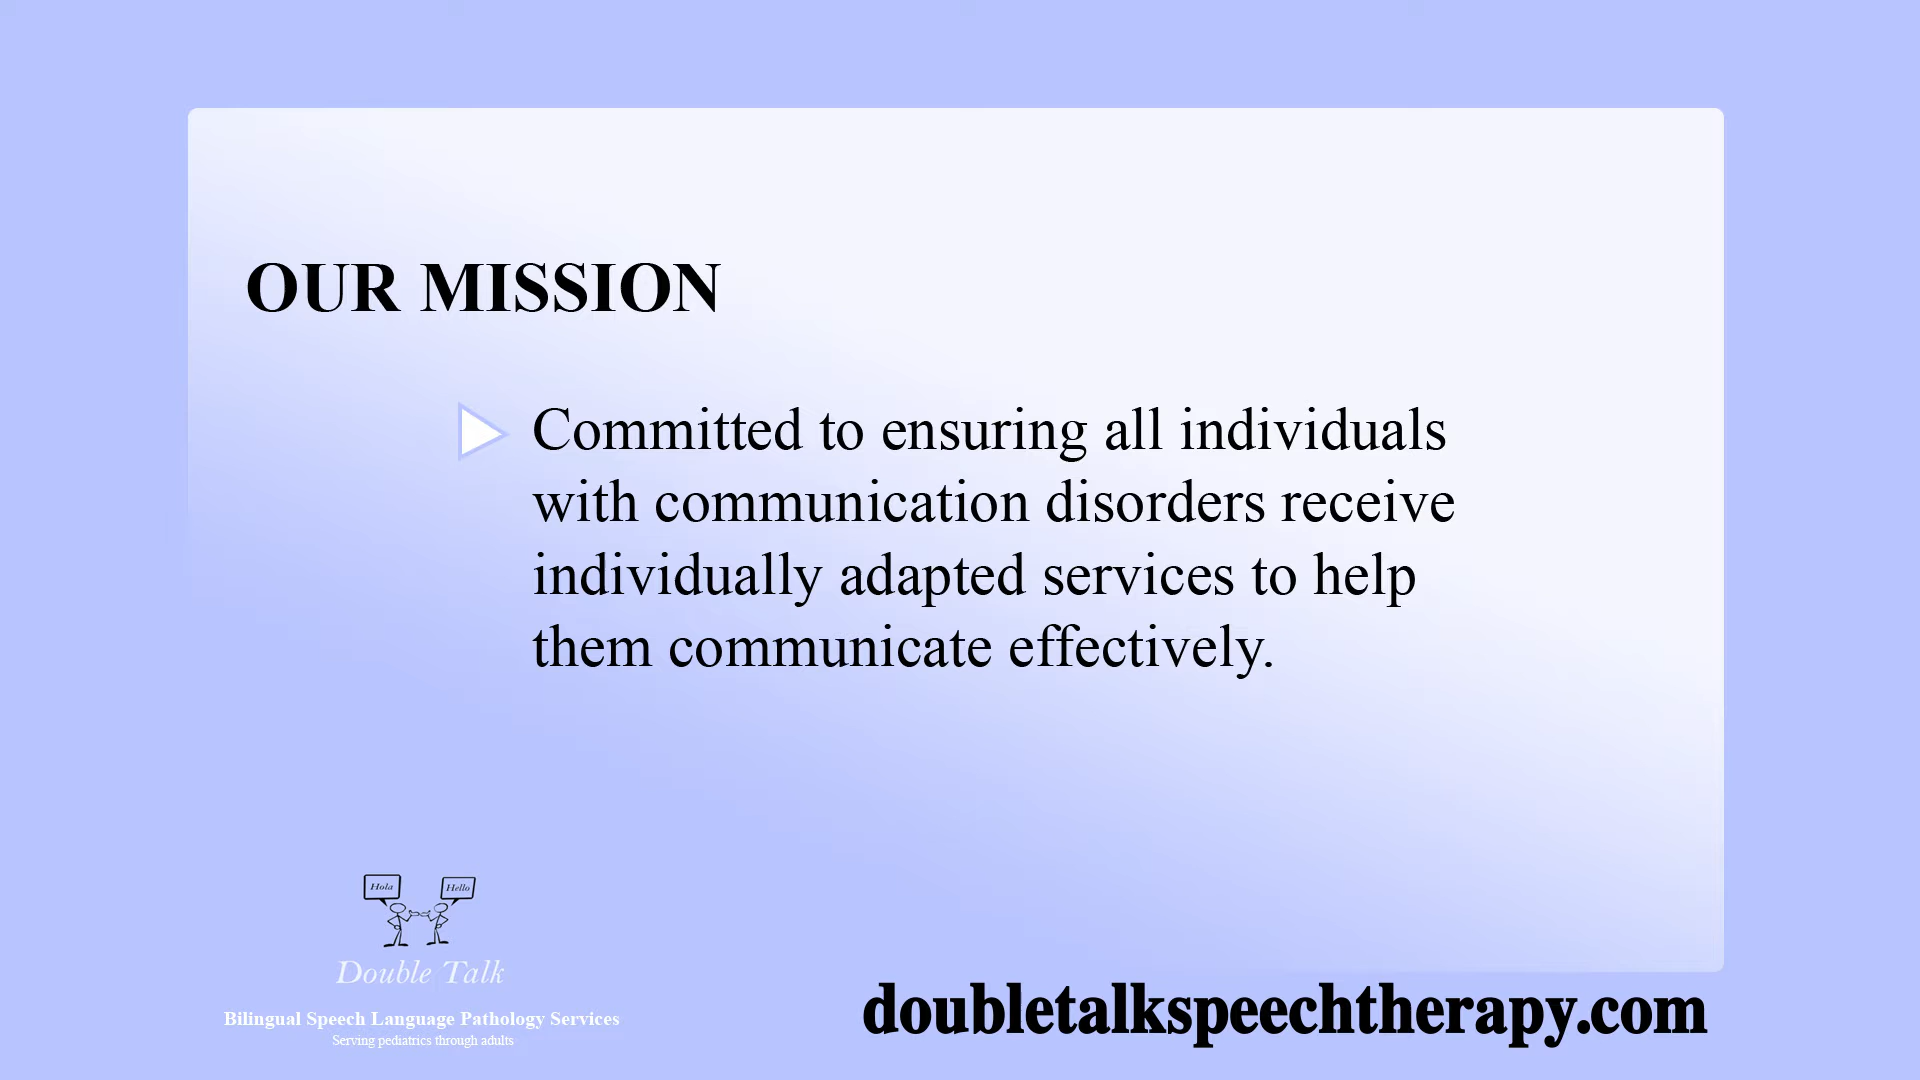 OUR MISSION
Committed to ensuring all individuals
with communication disorders receive
individually adapted services to help
them communicate effectively.
Hola
Hello
Double Talk
Bilingual Speech Language Pathology Services
Serving pediatrics through adults
doubletalkspeechtherapy.com